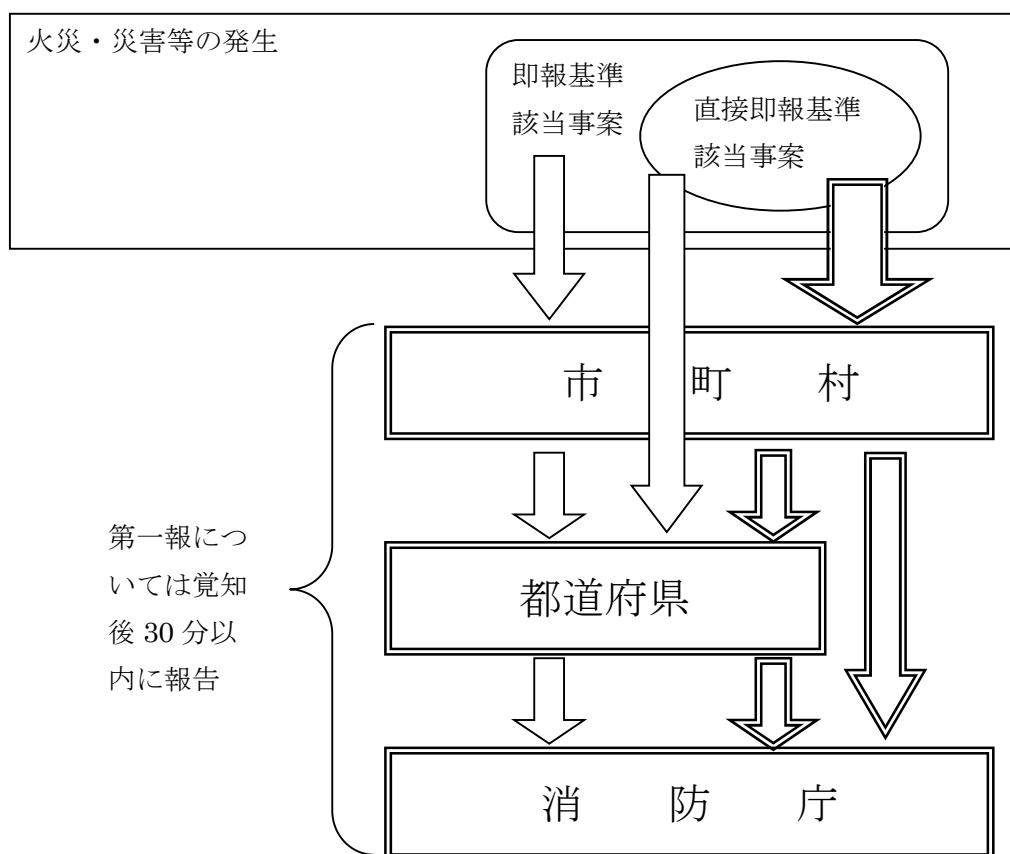 火災・災害等の発生
即報基準
該当事案
直接即報基準
該当事案
市 町 村
第一報につ
いては覚知
後 30 分以
内に報告
都道府県
消 防 庁